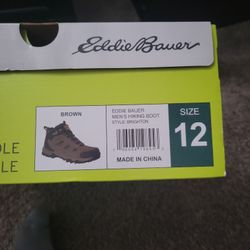 Eddie Bauer
BROWN
EDDIE BAUER
MEN'S HIKING BOOT
STYLE: BRIGHTON
MADE IN CHINA
SIZE
12
OLE
LE